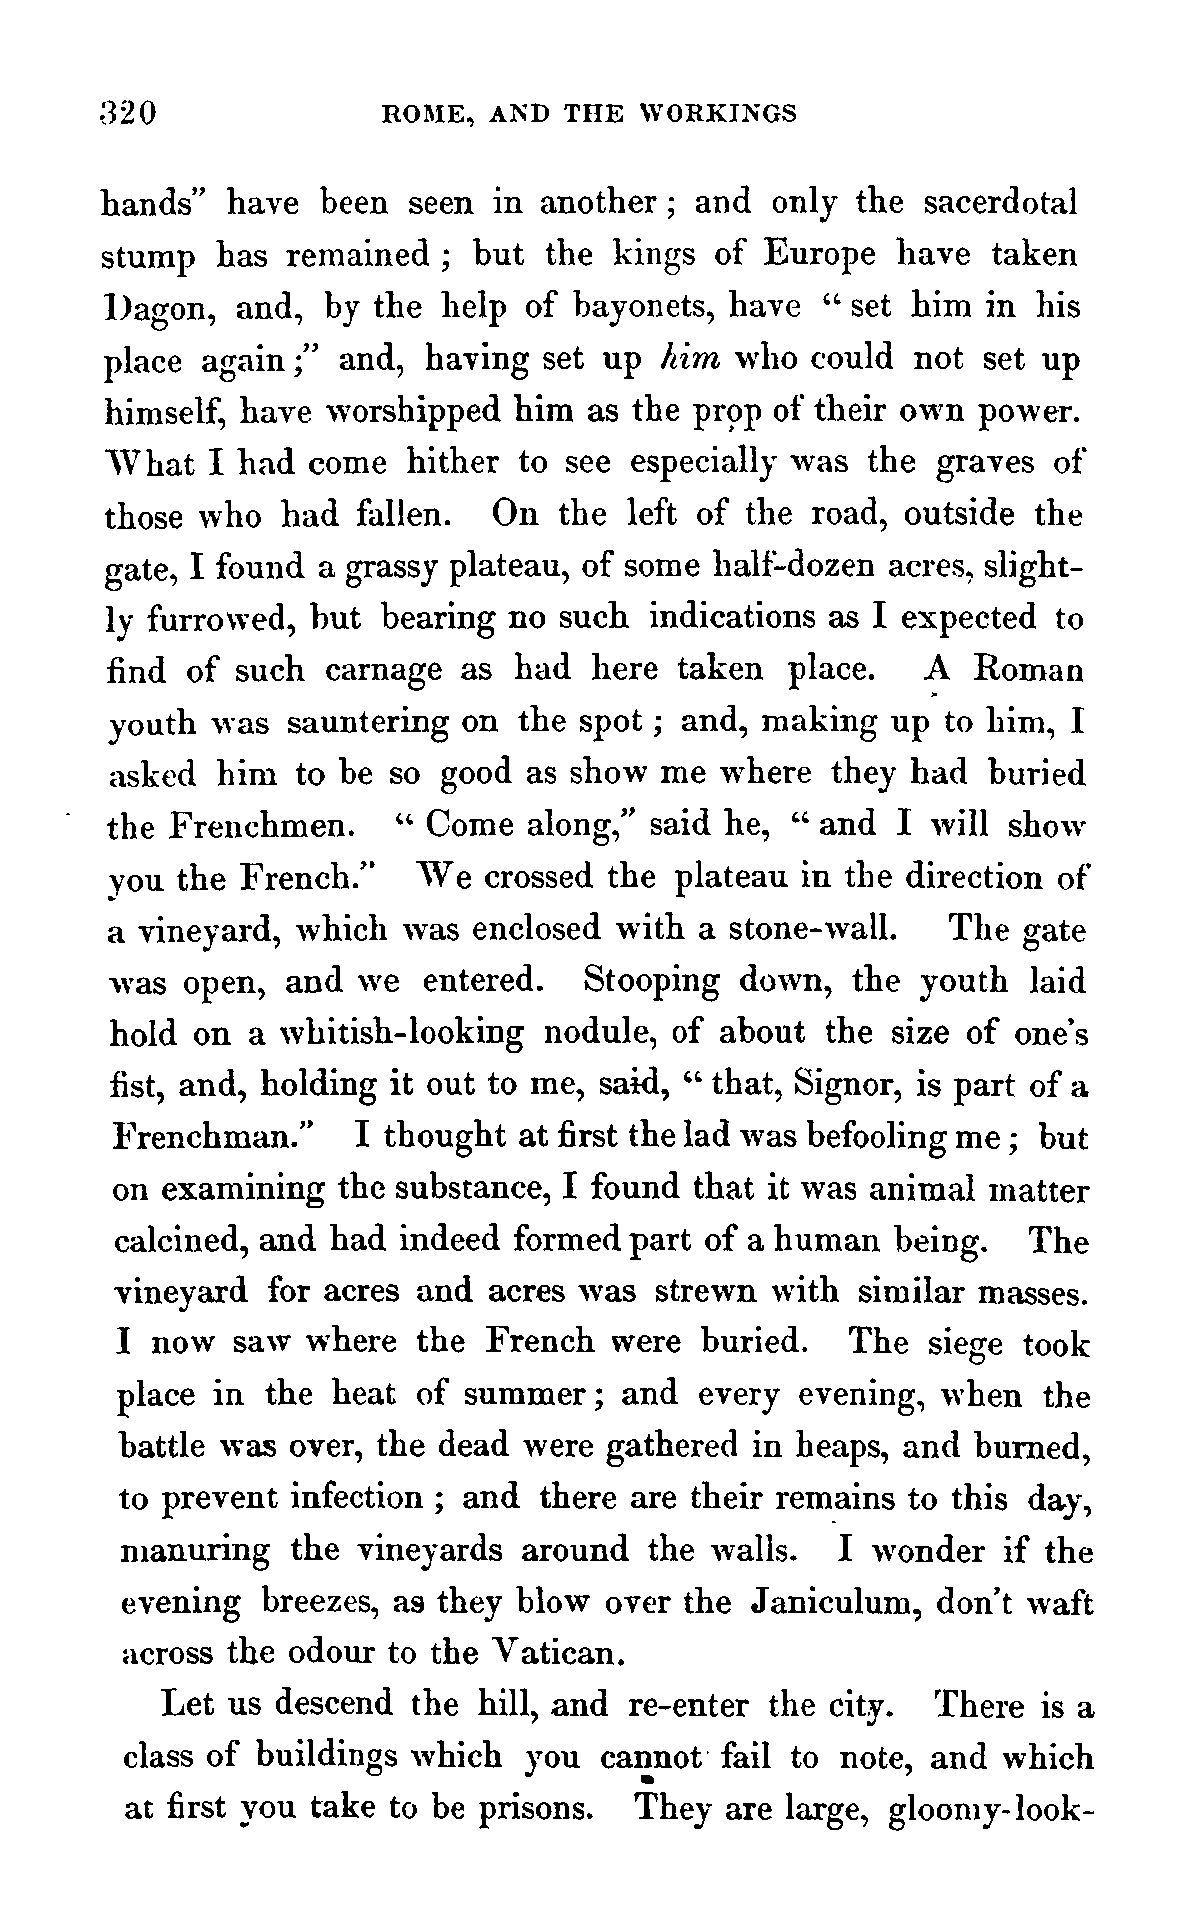 320 ROME, AND THE WORKINGS
hands" have been seen in another ; and only the sacerdotal
stump has remained ; but the kings of Europe have taken
Dagon, and, by the help of bayonets, have " set him in his
place again ;" and, having set up him who could not set up
himself, have worshipped him as the prop of their own power.
What I had come hither to see especially was the graves of
those who had fallen. On the left of the road, outside the
gate, I found a grassy plateau, of some half-dozen acres, slight-
ly furrowed, but bearing no such indications as I expected to
find of such carnage as had here taken place. A Roman
youth was sauntering on the spot ; and, making up to him, I
asked him to be so good as show me where they had buried
the Frenchmen. " Come along," said he, " and I will show
you the French." We crossed the plateau in the direction of
a vineyard, which was enclosed with a stone-wall. The gate
was open, and we entered. Stooping down, the youth laid
hold on a whitish-looking nodule, of about the size of one's
fist, and, holding it out to me, said, " that, Signor, is part of a
Frenchman." I thought at first the lad was befooling me ; but
on examining the substance, I found that it was animal matter
calcined, and had indeed formed part of a human being. The
vineyard for acres and acres was strewn with similar masses.
I now saw where the French were buried. The siege took
place in the heat of summer ; and every evening, when the
battle was over, the dead were gathered in heaps, and burned,
to prevent infection ; and there are their remains to this day,
manuring the vineyards around the walls. I wonder if the
evening breezes, as they blow over the Janiculum, don't waft
across the odour to the Vatican.
Let us descend the hill, and re-enter the city. There is a
class of buildings which you cannot fail to note, and which
at first you take to be prisons. They are large, gloomy-look-